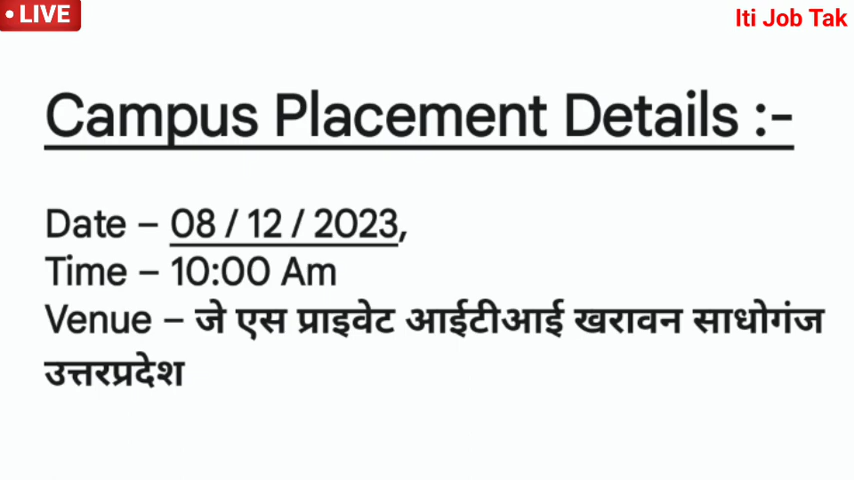 • LIVE
Iti Job Tak
Campus Placement Details :-
Date – 08 / 12 / 2023,
Time – 10:00 Am
Venue – जे एस प्राइवेट आईटीआई खरावन साधोगंज
उत्तरप्रदेश